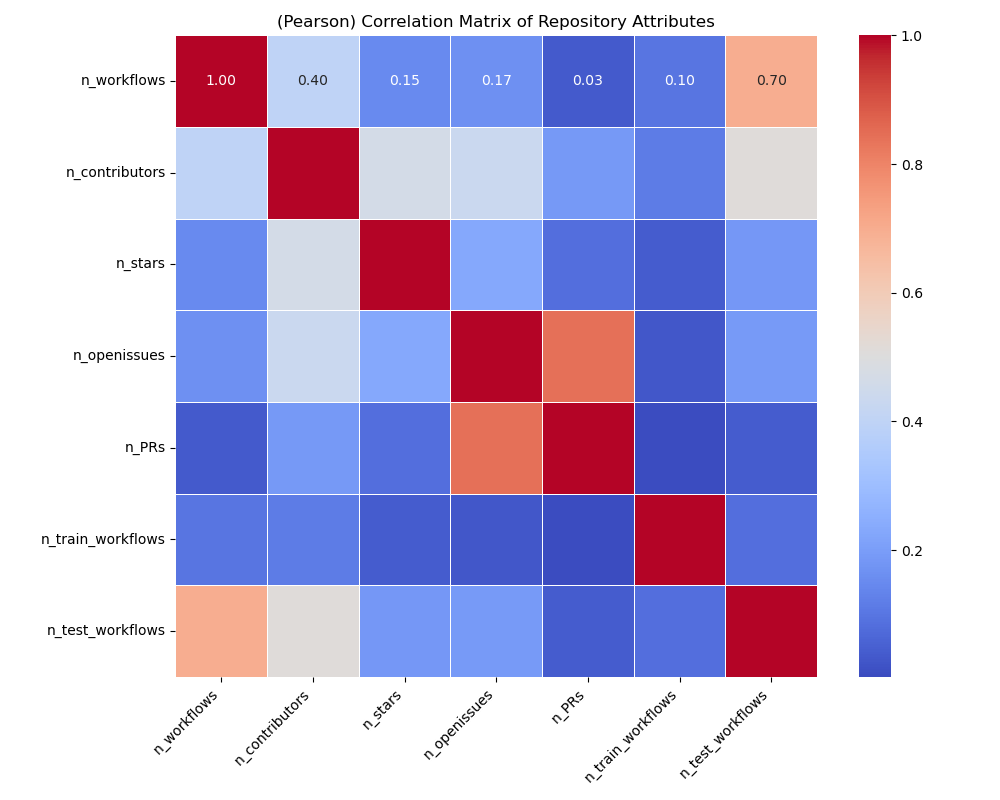 (Pearson) Correlation Matrix of Repository Attributes
n_workflows
1.00 0.40 0.15 0.17 0.03 0.10 0.70
n_contributors
n_stars
n_openissues
n_PRs
n_train_workflows
n_test_workflows
n_workflows
n_contributors
n_stars
n_openissues
n_PRs
n_train_workflows
n_test_workflows
1.0
0.8
0.6
0.4
0.2